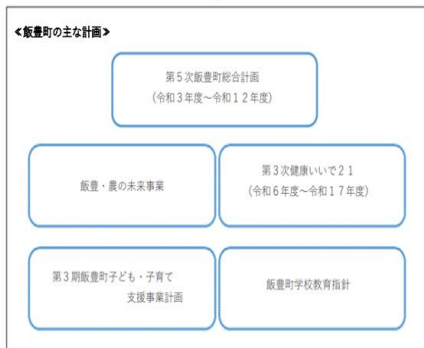 ≪飯豊町の主な計画≫
第５次飯豊町総合計画
（令和３年度～令和１２年度）
飯豊・農の未来事業
第３次健康いいで２１
（令和６年度～令和１７年度）
第３期飯豊町子ども・子育て
支援事業計画
飯豊町学校教育指針